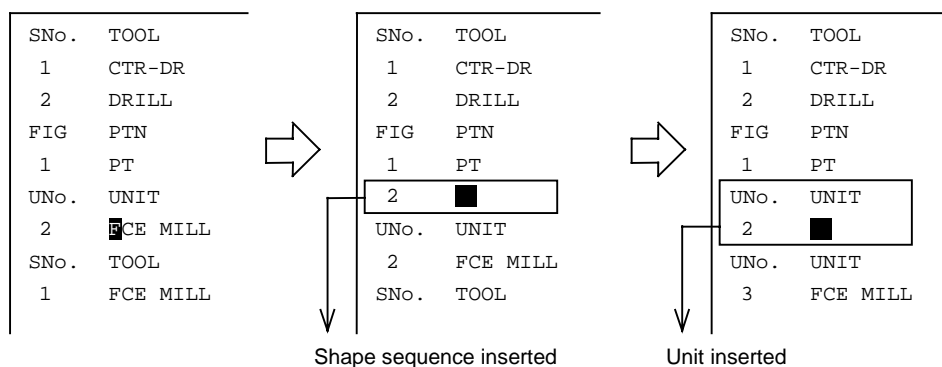 SNo. TOOL
1 CTR-DR
2 DRILL
FIG PTN
1 PT
UNo. UNIT
2 FCE MILL
SNo. TOOL
1 FCE MILL
SNo. TOOL
1 CTR-DR
2 DRILL
FIG PTN
1 PT
2
UNo. UNIT
2 FCE MILL
SNo. TOOL
Shape sequence inserted
SNo. TOOL
1 CTR-DR
2 DRILL
FIG PTN
1 PT
UNo. UNIT
2
UNo. UNIT
3 FCE MILL
Unit inserted